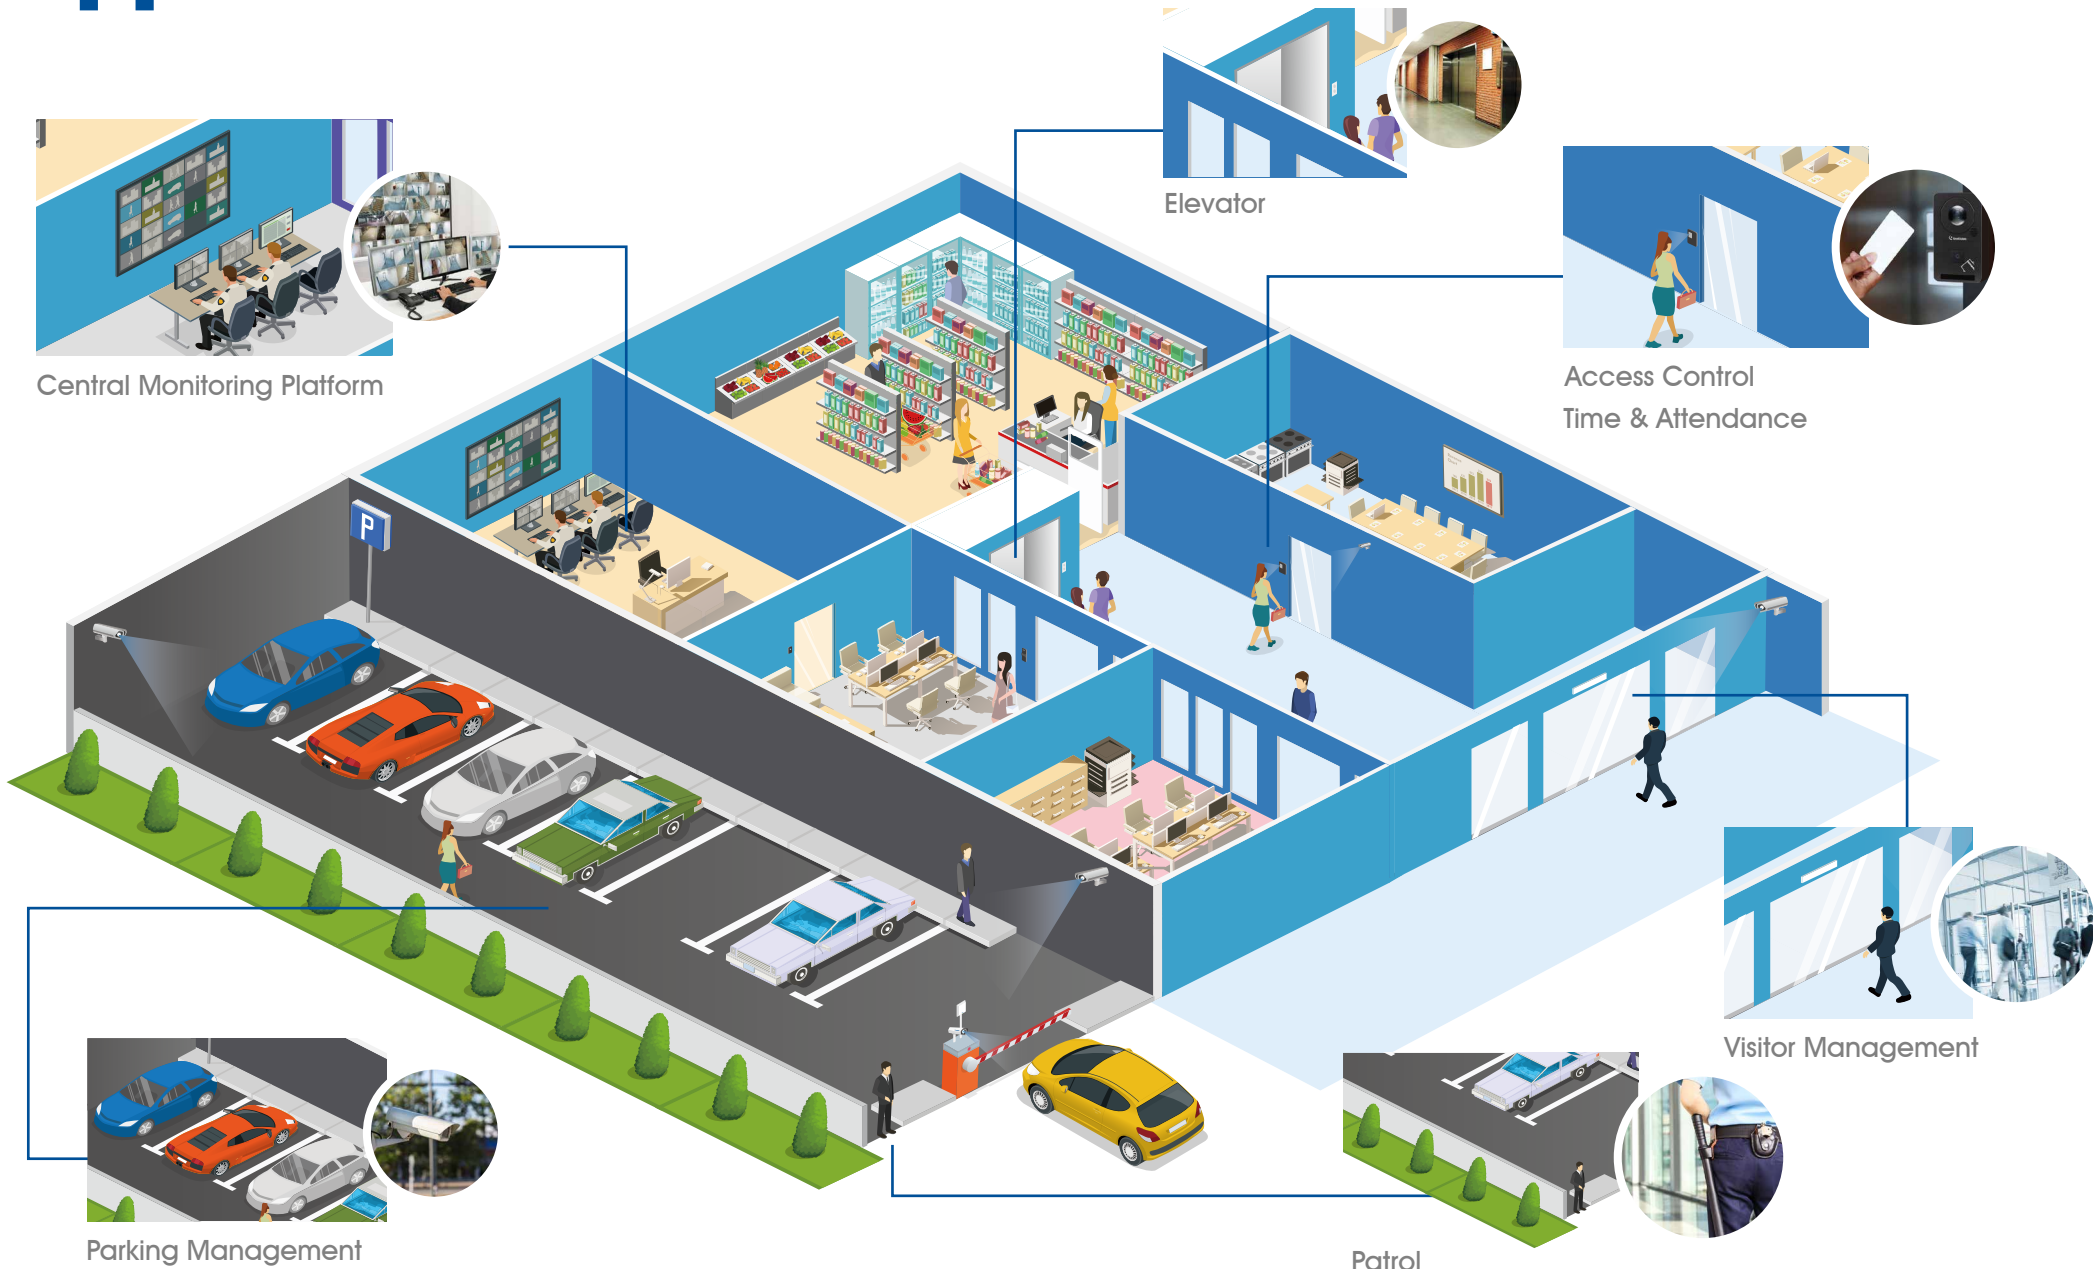 Elevator
Central Monitoring Platform
Access Control
Time & Attendance
P
Visitor Management
Parking Management
Patrol